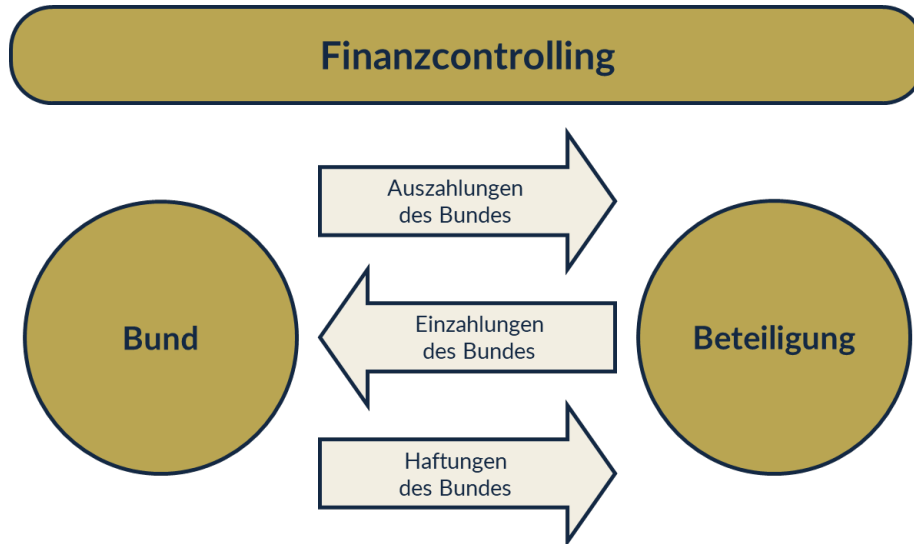 Finanzcontrolling
Auszahlungen
des Bundes
Bund
Einzahlungen
des Bundes
Beteiligung
Haftungen
des Bundes